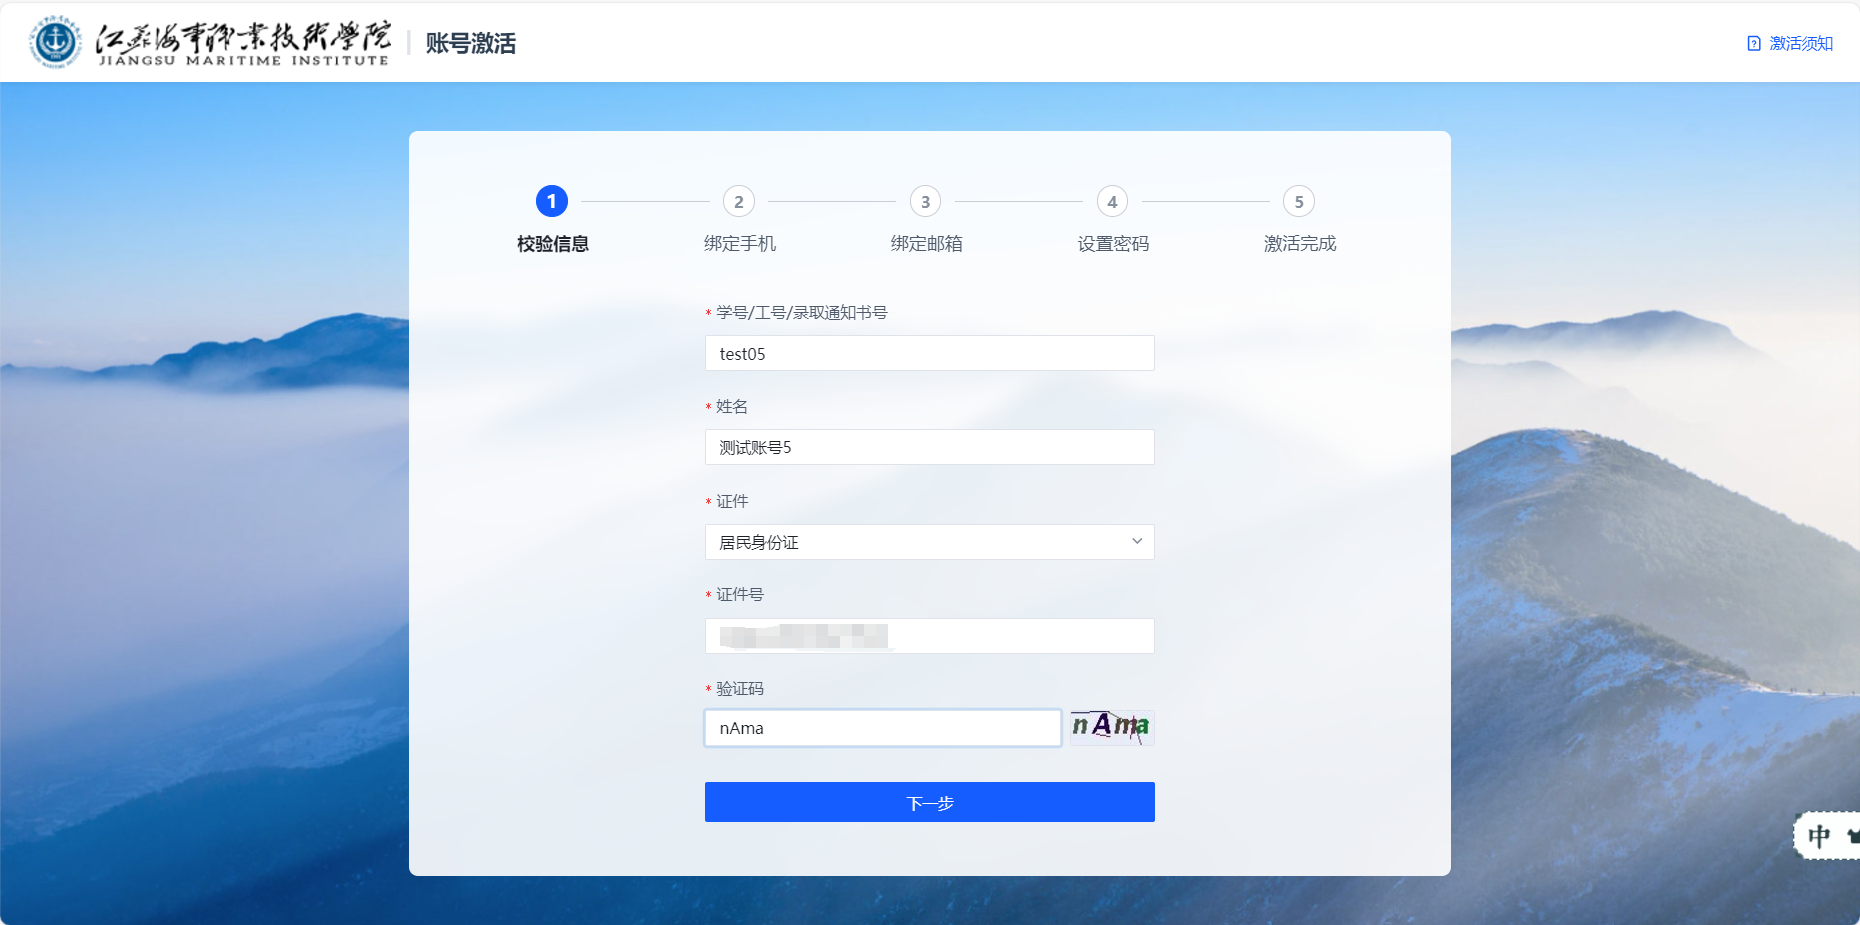 江苏海事职业技术學院
JIANGSU MARITIME INSTITUTE
账号激活
激活须知
1 2 3 4 5
校验信息 绑定手机 绑定邮箱 设置密码 激活完成
* 学号/工号/录取通知书号
test05
* 姓名
测试账号5
* 证件
居民身份证
* 证件号
* 验证码
nAma nAma
下一步
中